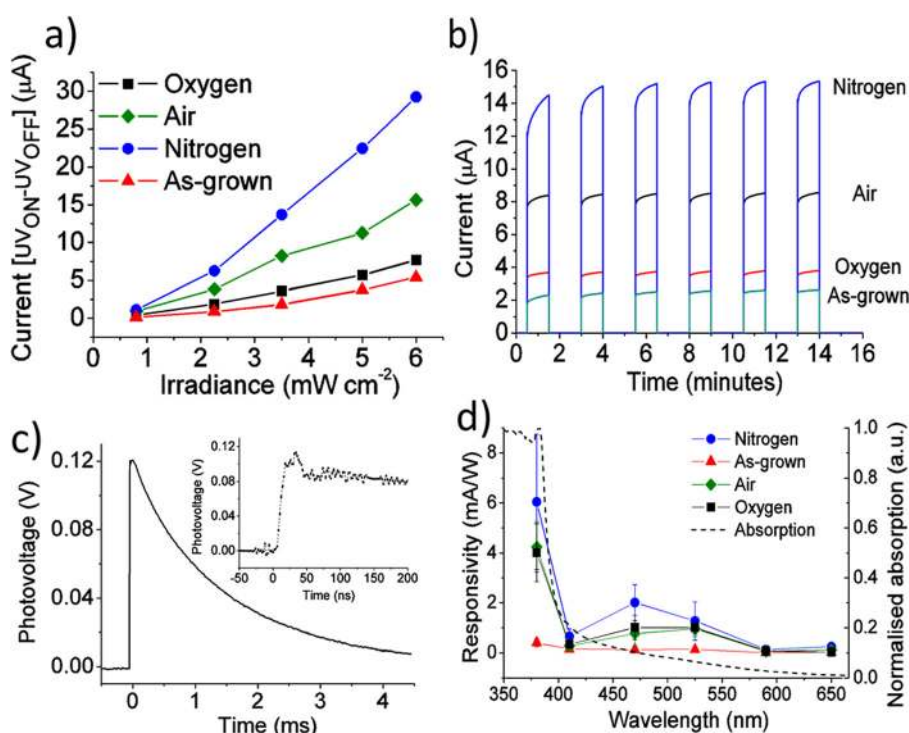 a)
Current [UV_ON-UV_OFF] (μA)
30
25
20
15
10
5
0
Oxygen
Air
Nitrogen
As-grown
0 1 2 3 4 5 6
Irradiance (mW cm⁻²)
b)
Current (μA)
16
14
12
10
8
6
4
2
0
Nitrogen
Air
Oxygen
As-grown
0 2 4 6 8 10 12 14 16
Time (minutes)
c)
Photovoltage (V)
0.12
0.08
0.04
0.00
0 1 2 3 4
Time (ms)
Photovoltage (V)
0.12
0.08
0.04
0.00
-50 0 50 100 150 200
Time (ns)
d)
Responsivity (mA/W)
8
6
4
2
0
Nitrogen
As-grown
Air
Oxygen
Absorption
1.0
0.8
0.6
0.4
0.2
0.0
Normalised absorption (a.u.)
350 400 450 500 550 600 650
Wavelength (nm)